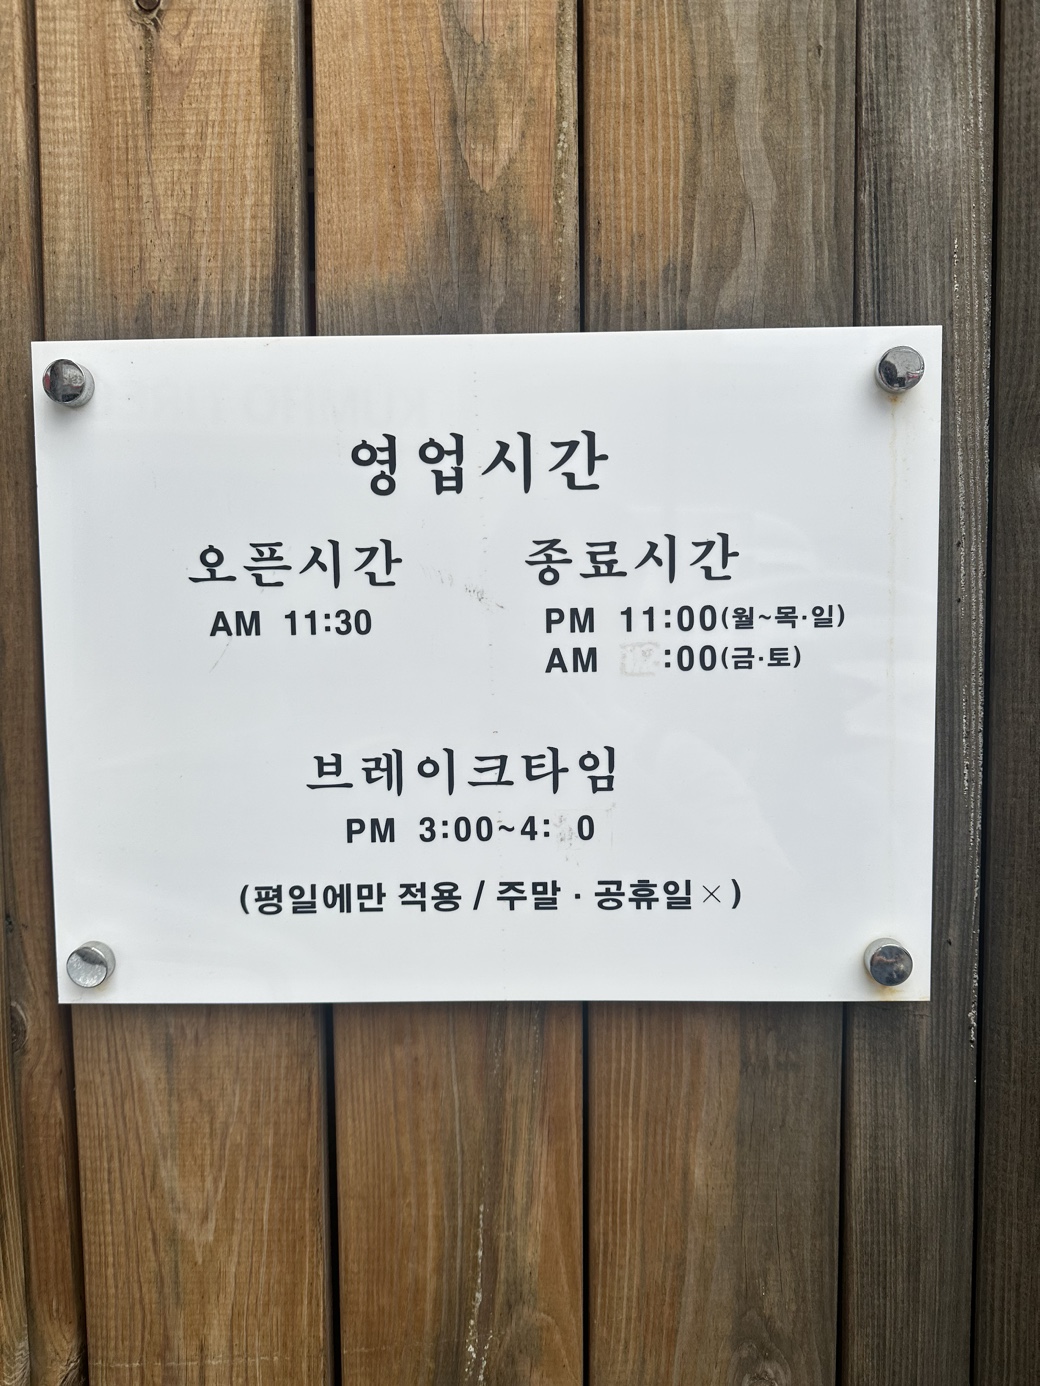 영업시간
오픈시간 종료시간
AM 11:30 PM 11:00(월~목·일)
AM :00(금·토)
브레이크타임
PM 3:00~4: 0
(평일에만 적용 / 주말 · 공휴일×)